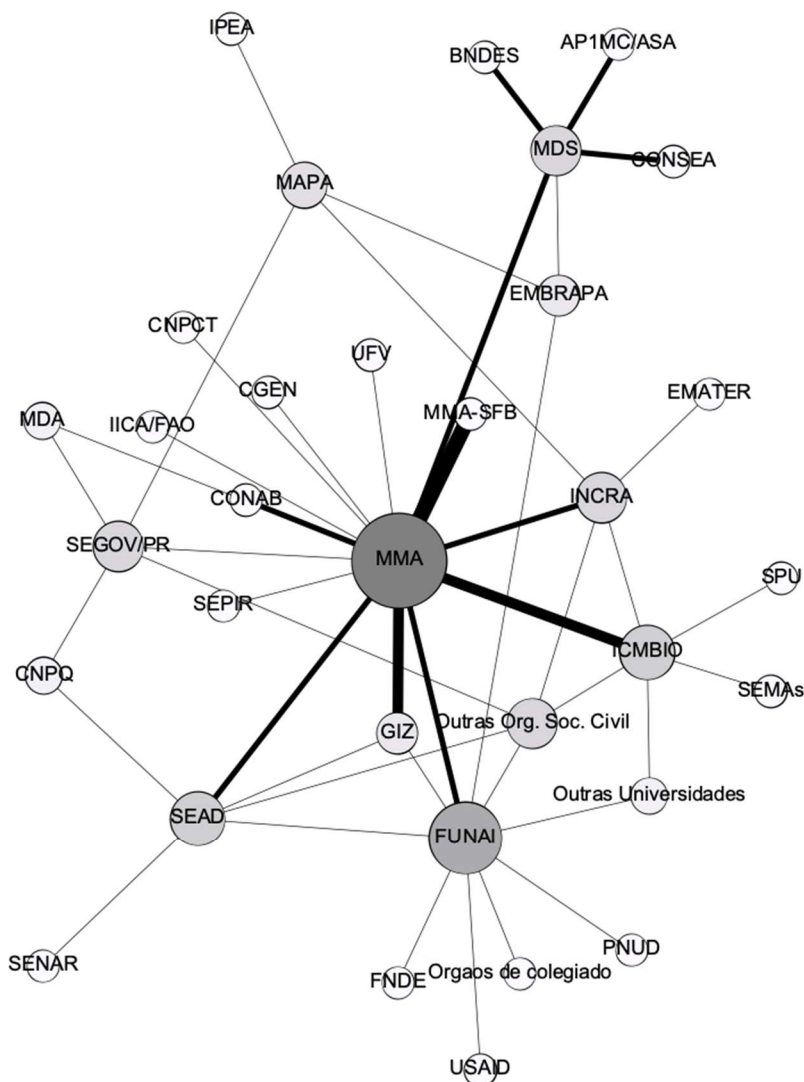 IPEA
AP1MC/ASA
BNDES
MDS
CONSEA
MAPA
EMBRAPA
CNPCT
UFV
CGEN
EMATER
MMA-SFB
MDA
IICA/FAO
CONAB
INCRA
SEGOV/PR
MMA
SPU
SEPIR
ICMBIO
CNPQ
SEMAs
Outras Org. Soc. Civil
GIZ
Outras Universidades
SEAD
FUNAI
PNUD
SENAR
Orgaos de colegiado
FNDE
USAID